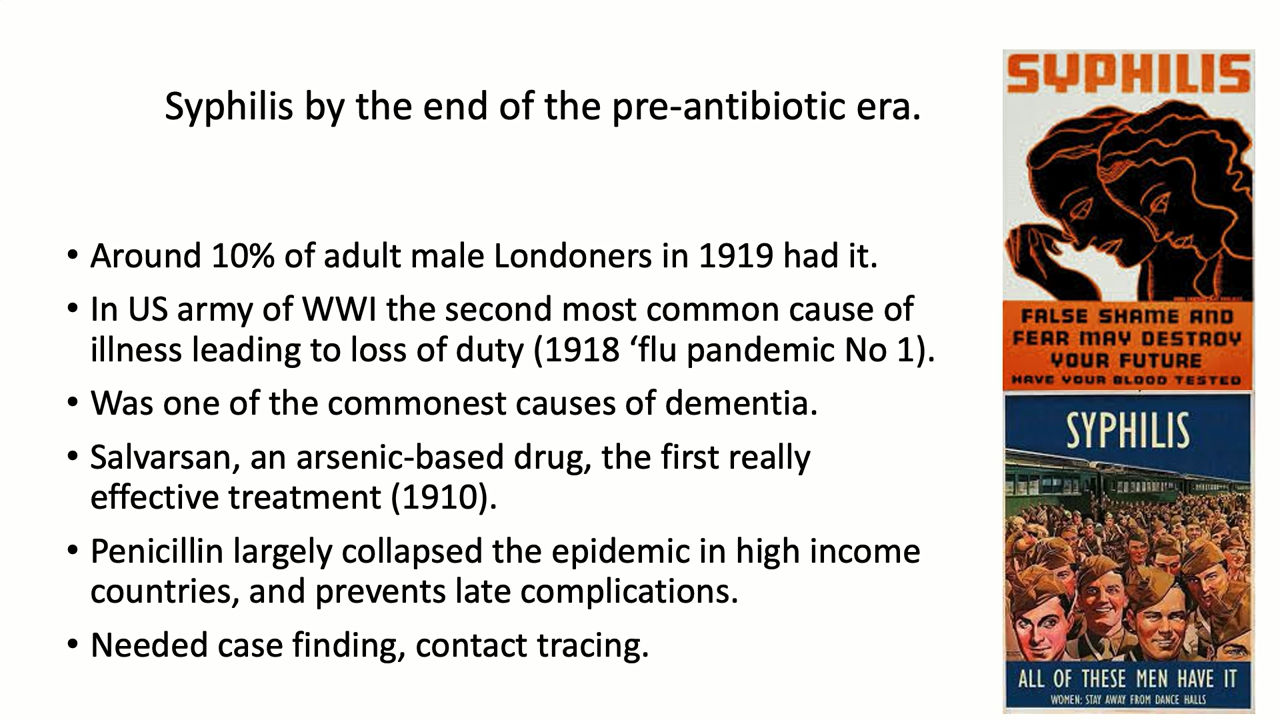 Syphilis by the end of the pre-antibiotic era.
• Around 10% of adult male Londoners in 1919 had it.
• In US army of WWI the second most common cause of
illness leading to loss of duty (1918 ‘flu pandemic No 1).
• Was one of the commonest causes of dementia.
• Salvarsan, an arsenic-based drug, the first really
effective treatment (1910).
• Penicillin largely collapsed the epidemic in high income
countries, and prevents late complications.
• Needed case finding, contact tracing.
SYPHILIS
FALSE SHAME AND
FEAR MAY DESTROY
YOUR FUTURE
HAVE YOUR BLOOD TESTED
SYPHILIS
ALL OF THESE MEN HAVE IT
WOMEN: STAY AWAY FROM DANCE HALLS